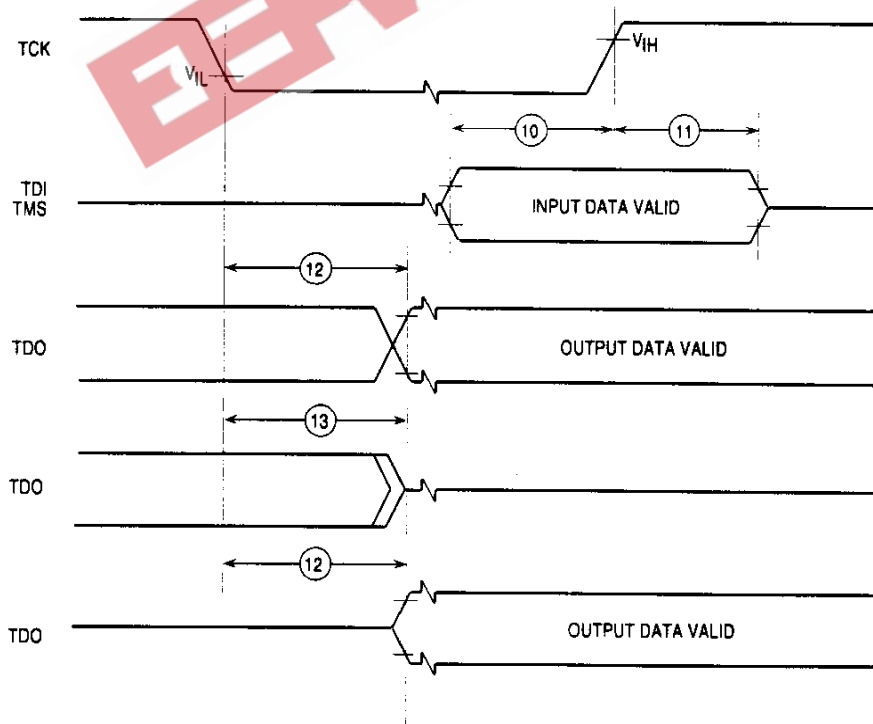 TCK
VIH
VIL
10
11
TDI
TMS
INPUT DATA VALID
12
TDO
OUTPUT DATA VALID
13
TDO
12
TDO
OUTPUT DATA VALID